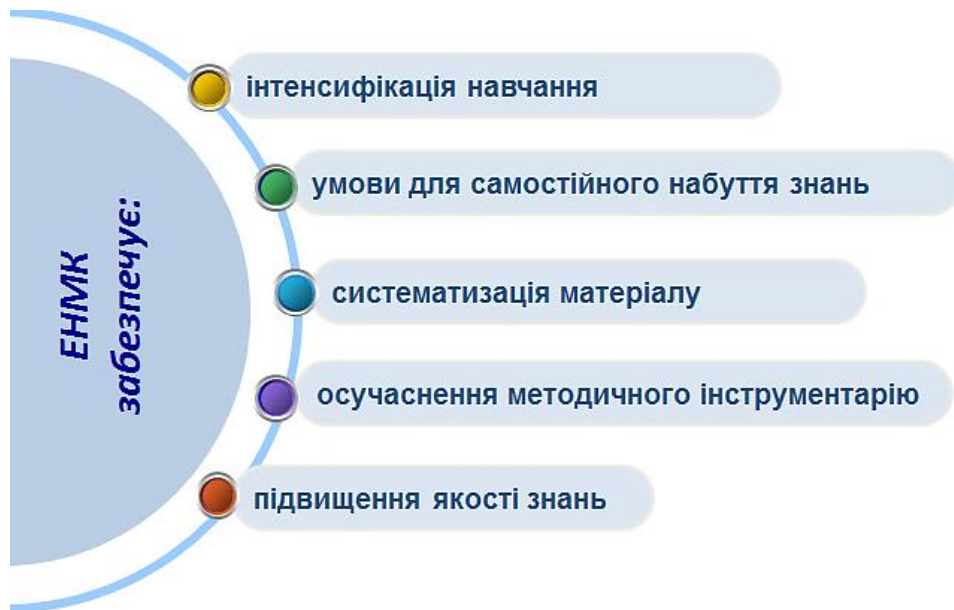 ЕНМК
забезпечує:
інтенсифікація навчання
умови для самостійного набуття знань
систематизація матеріалу
осучаснення методичного інструментарію
підвищення якості знань